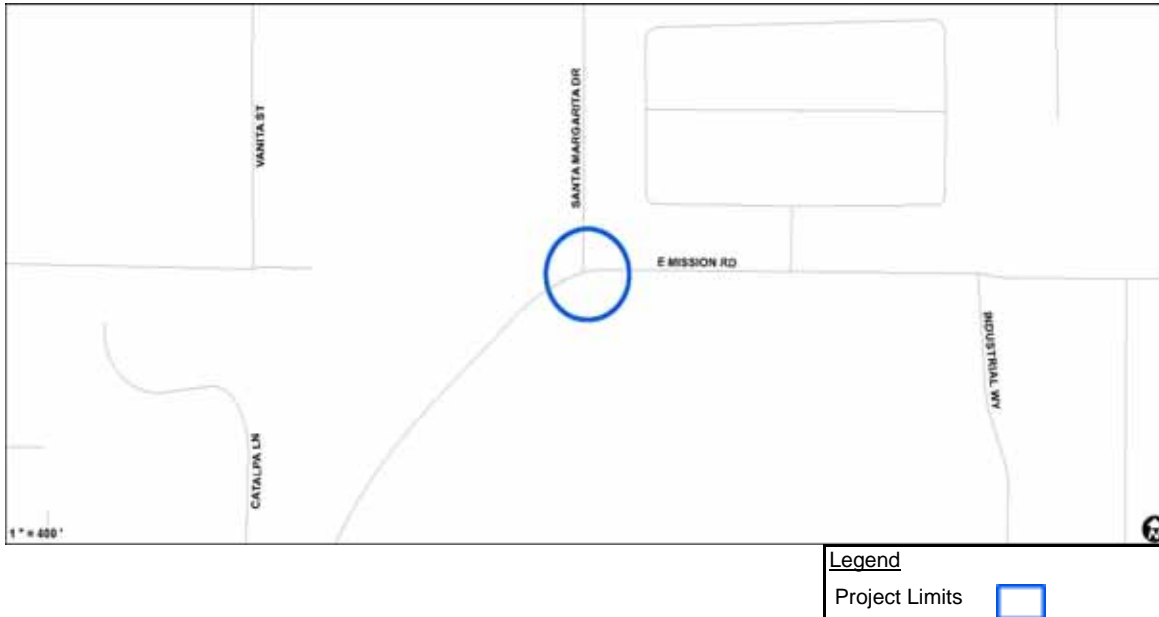 VANITA ST
SANTA MARGARITA DR
E MISSION RD
INDUSTRIAL WY
CATALPA LN
1 " = 400 '
N
Legend
Project Limits